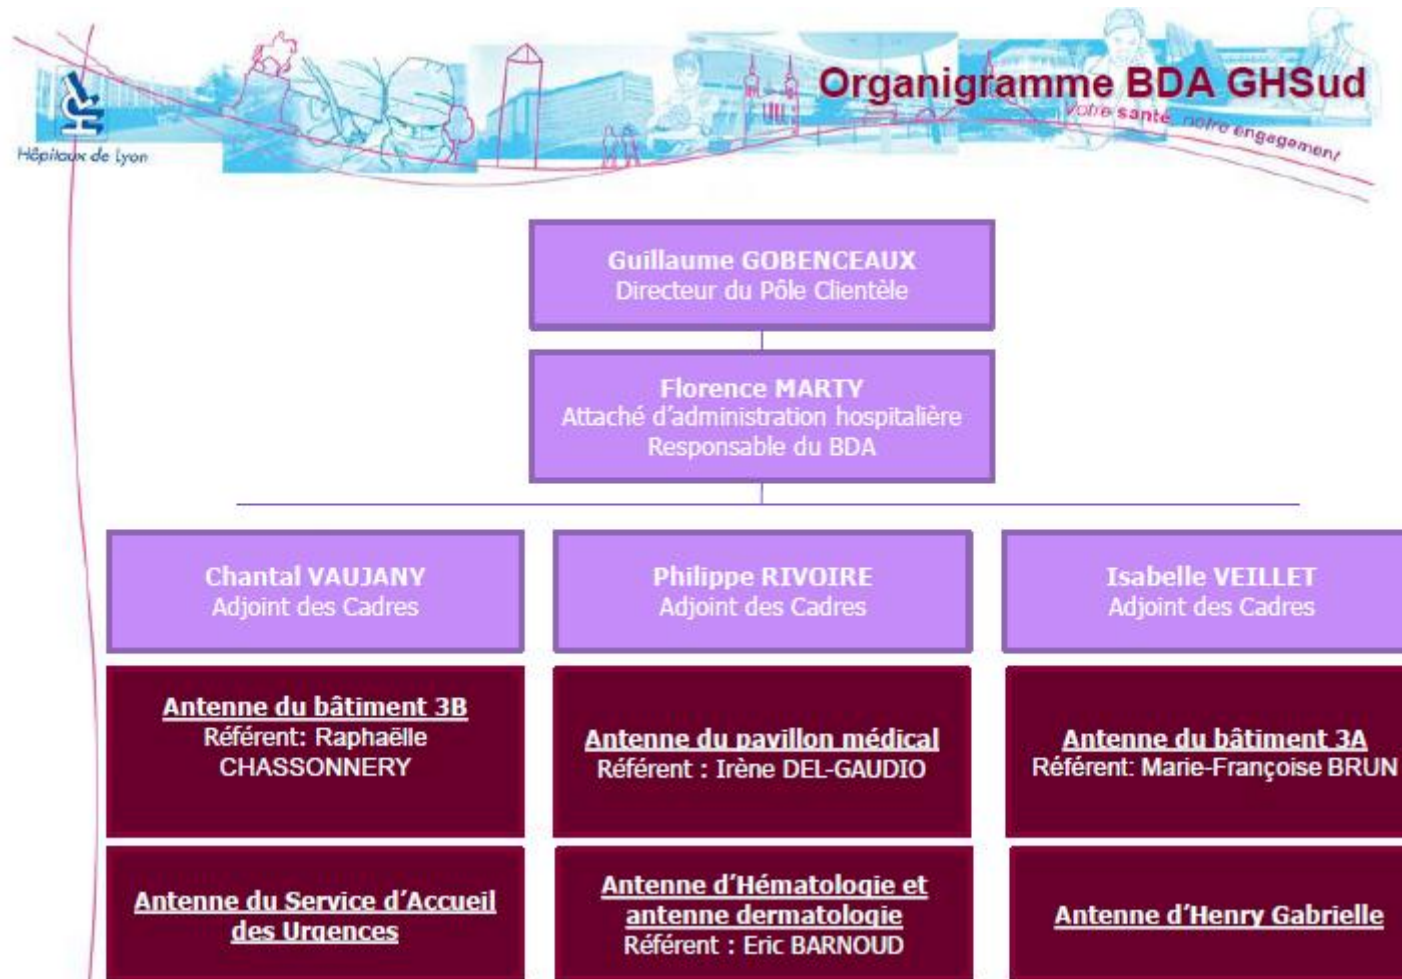 Organigramme BDA GHSud
votre santé, notre engagement
Hôpitaux de Lyon
Guillaume GOBENCEAUX
Directeur du Pôle Clientèle
Florence MARTY
Attaché d'administration hospitalière
Responsable du BDA
Chantal VAUJANY
Adjoint des Cadres
Philippe RIVOIRE
Adjoint des Cadres
Isabelle VEILLET
Adjoint des Cadres
Antenne du bâtiment 3B
Référent: Raphaëlle
CHASSONNERY
Antenne du pavillon médical
Référent : Irène DEL-GAUDIO
Antenne du bâtiment 3A
Référent: Marie-Françoise BRUN
Antenne du Service d'Accueil
des Urgences
Antenne d'Hématologie et
antenne dermatologie
Référent : Eric BARNOUD
Antenne d'Henry Gabrielle